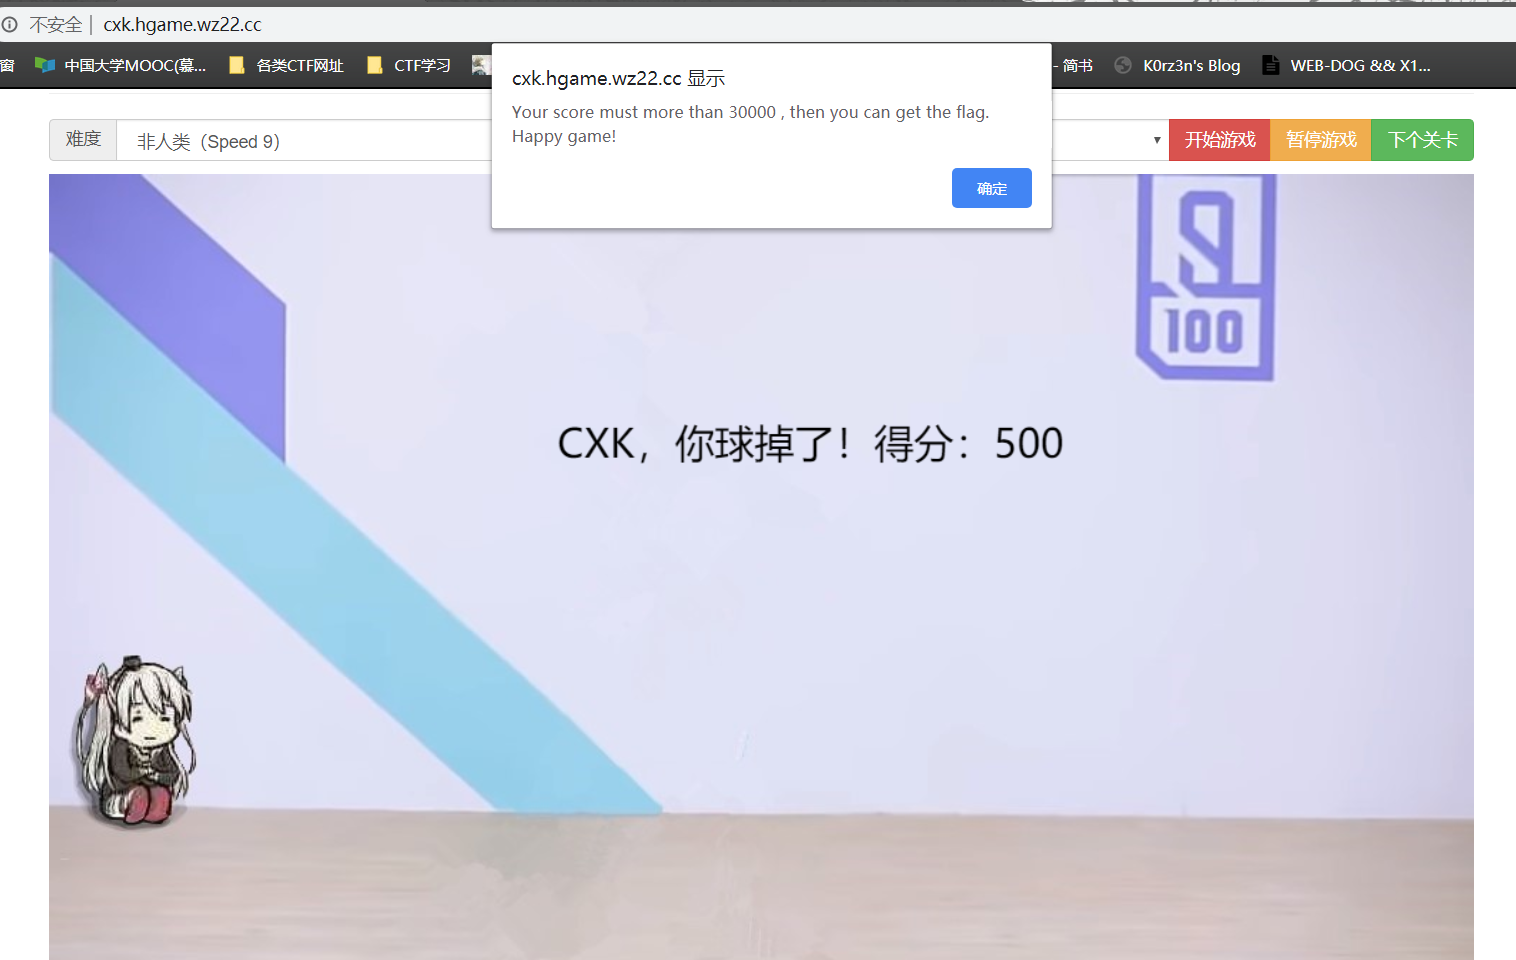 不安全 | cxk.hgame.wz22.cc
窗 中国大学MOOC(慕... 各类CTF网址 CTF学习 - 简书 K0rz3n's Blog WEB-DOG && X1...
cxk.hgame.wz22.cc 显示
Your score must more than 30000 , then you can get the flag.
Happy game!
确定
难度 非人类（Speed 9） 开始游戏 暂停游戏 下个关卡
100
CXK，你球掉了！得分：500